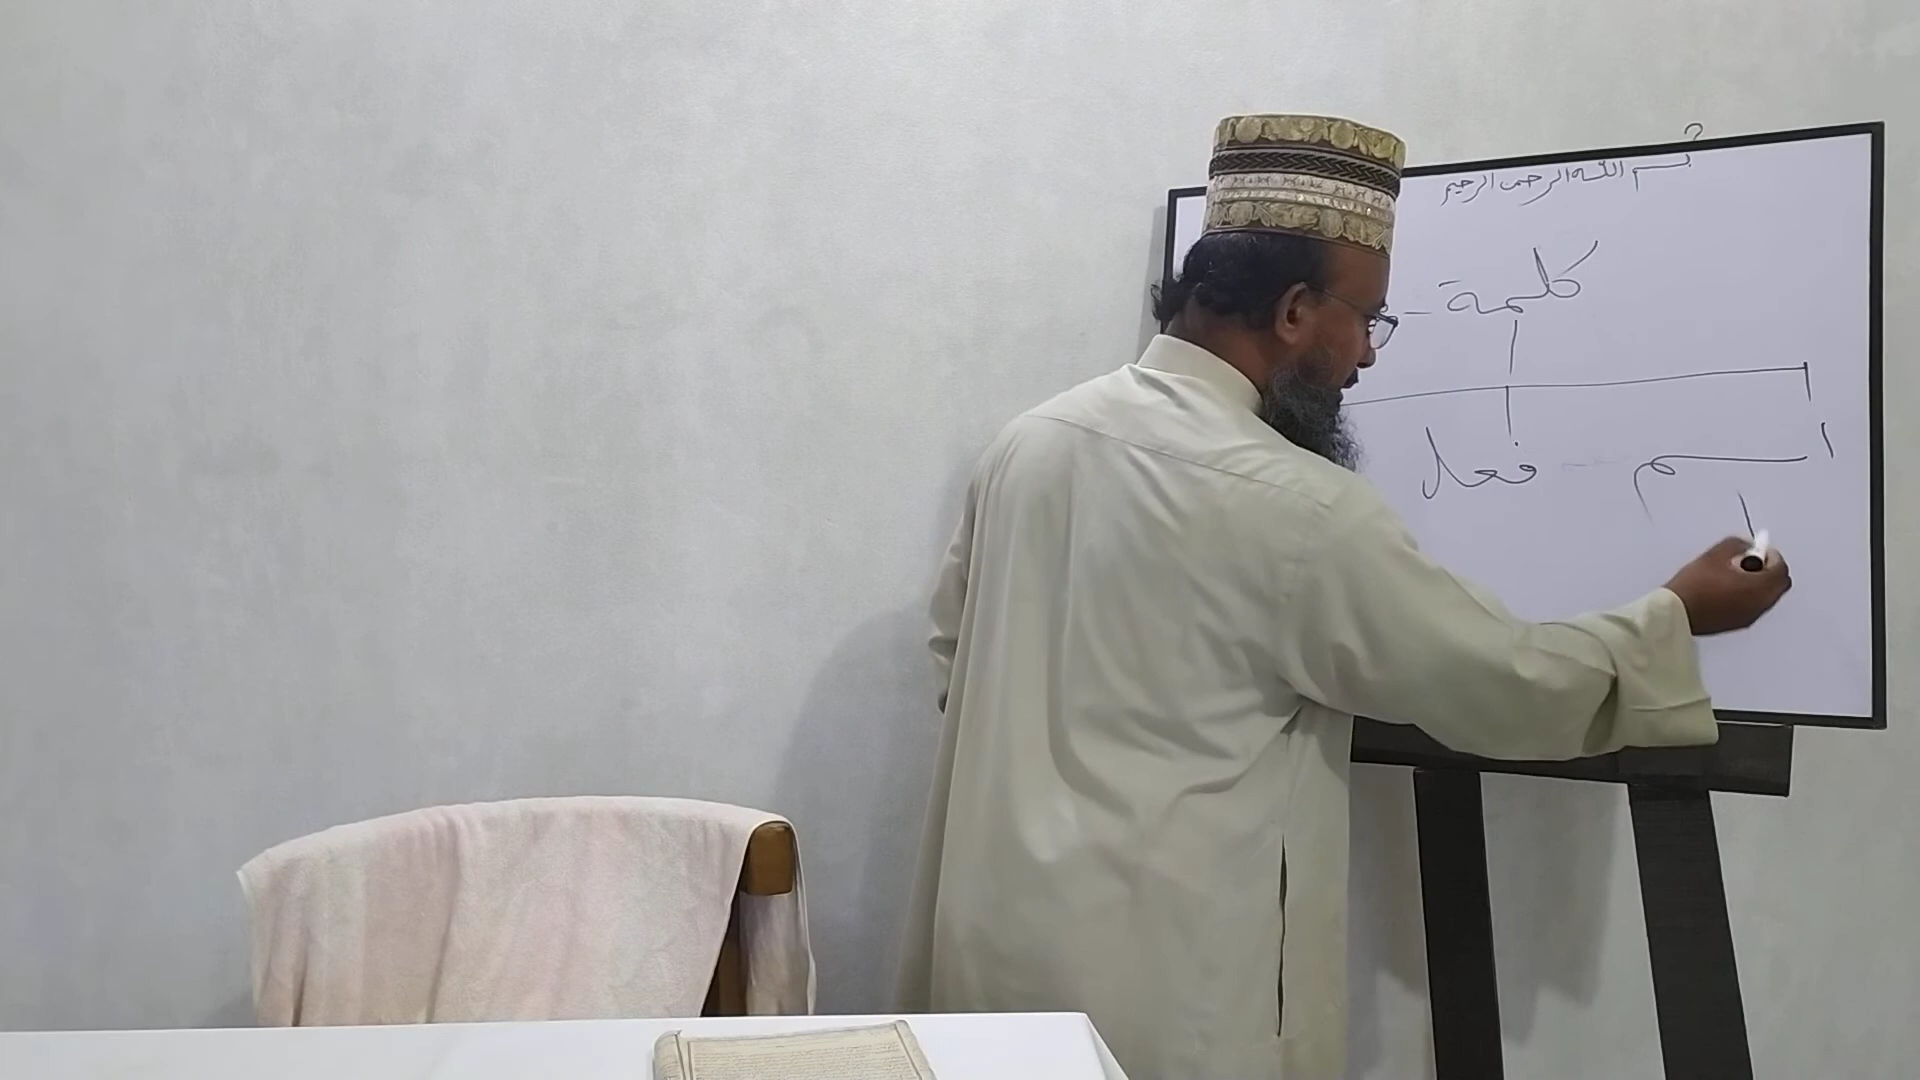 بسم الله الرحمن الرحيم
كلمة
اسم فعل